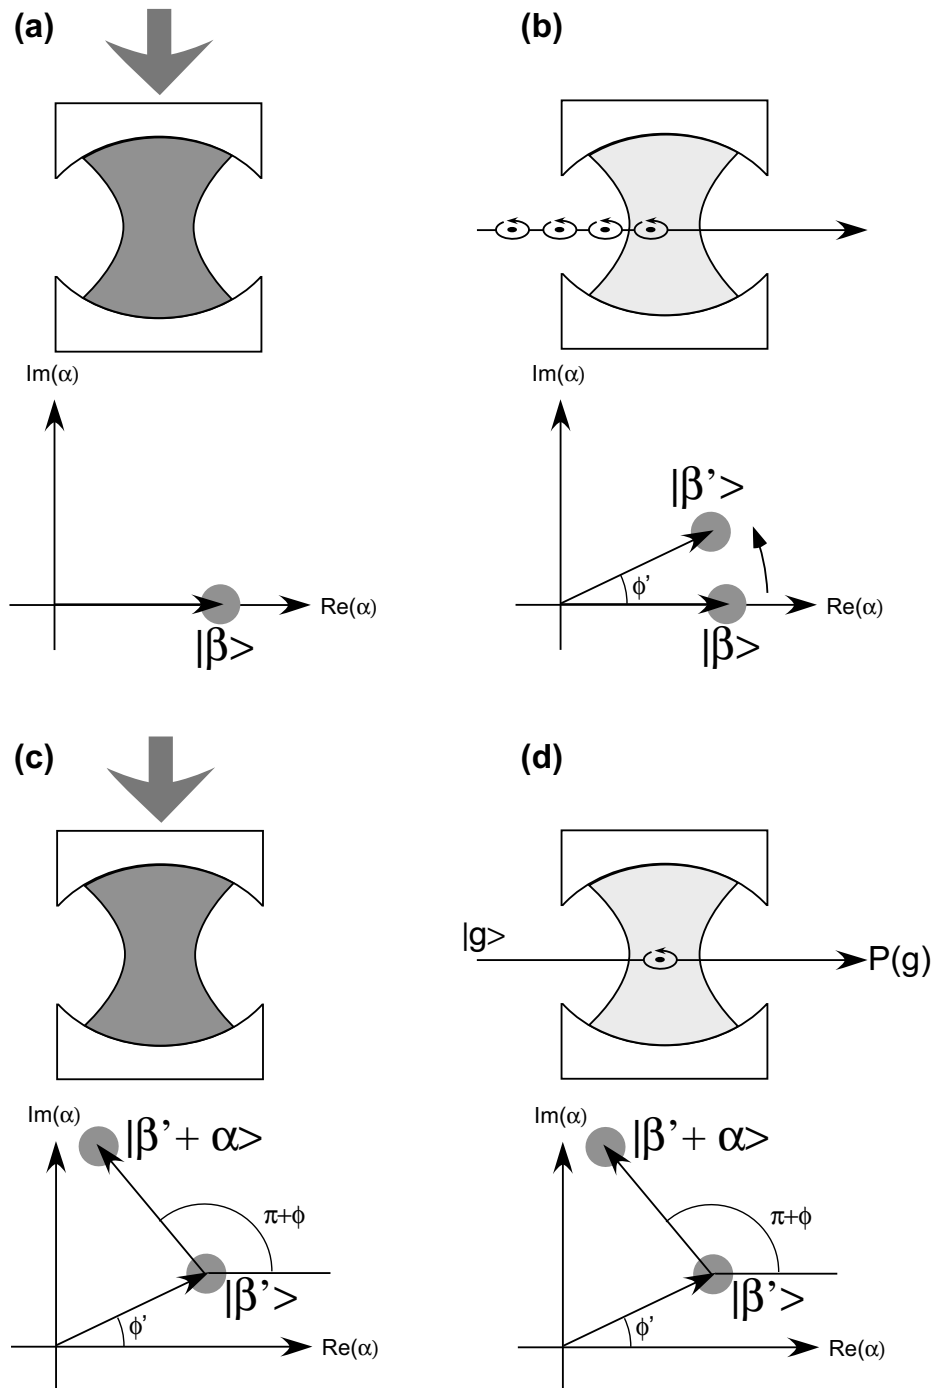 (a)
Im(α)
Re(α)
|β>
(b)
Im(α)
|β’>
ϕ’
Re(α)
|β>
(c)
Im(α)
|β’ + α>
π+ϕ
|β’>
ϕ’
Re(α)
(d)
|g>
P(g)
Im(α)
|β’ + α>
π+ϕ
|β’>
ϕ’
Re(α)